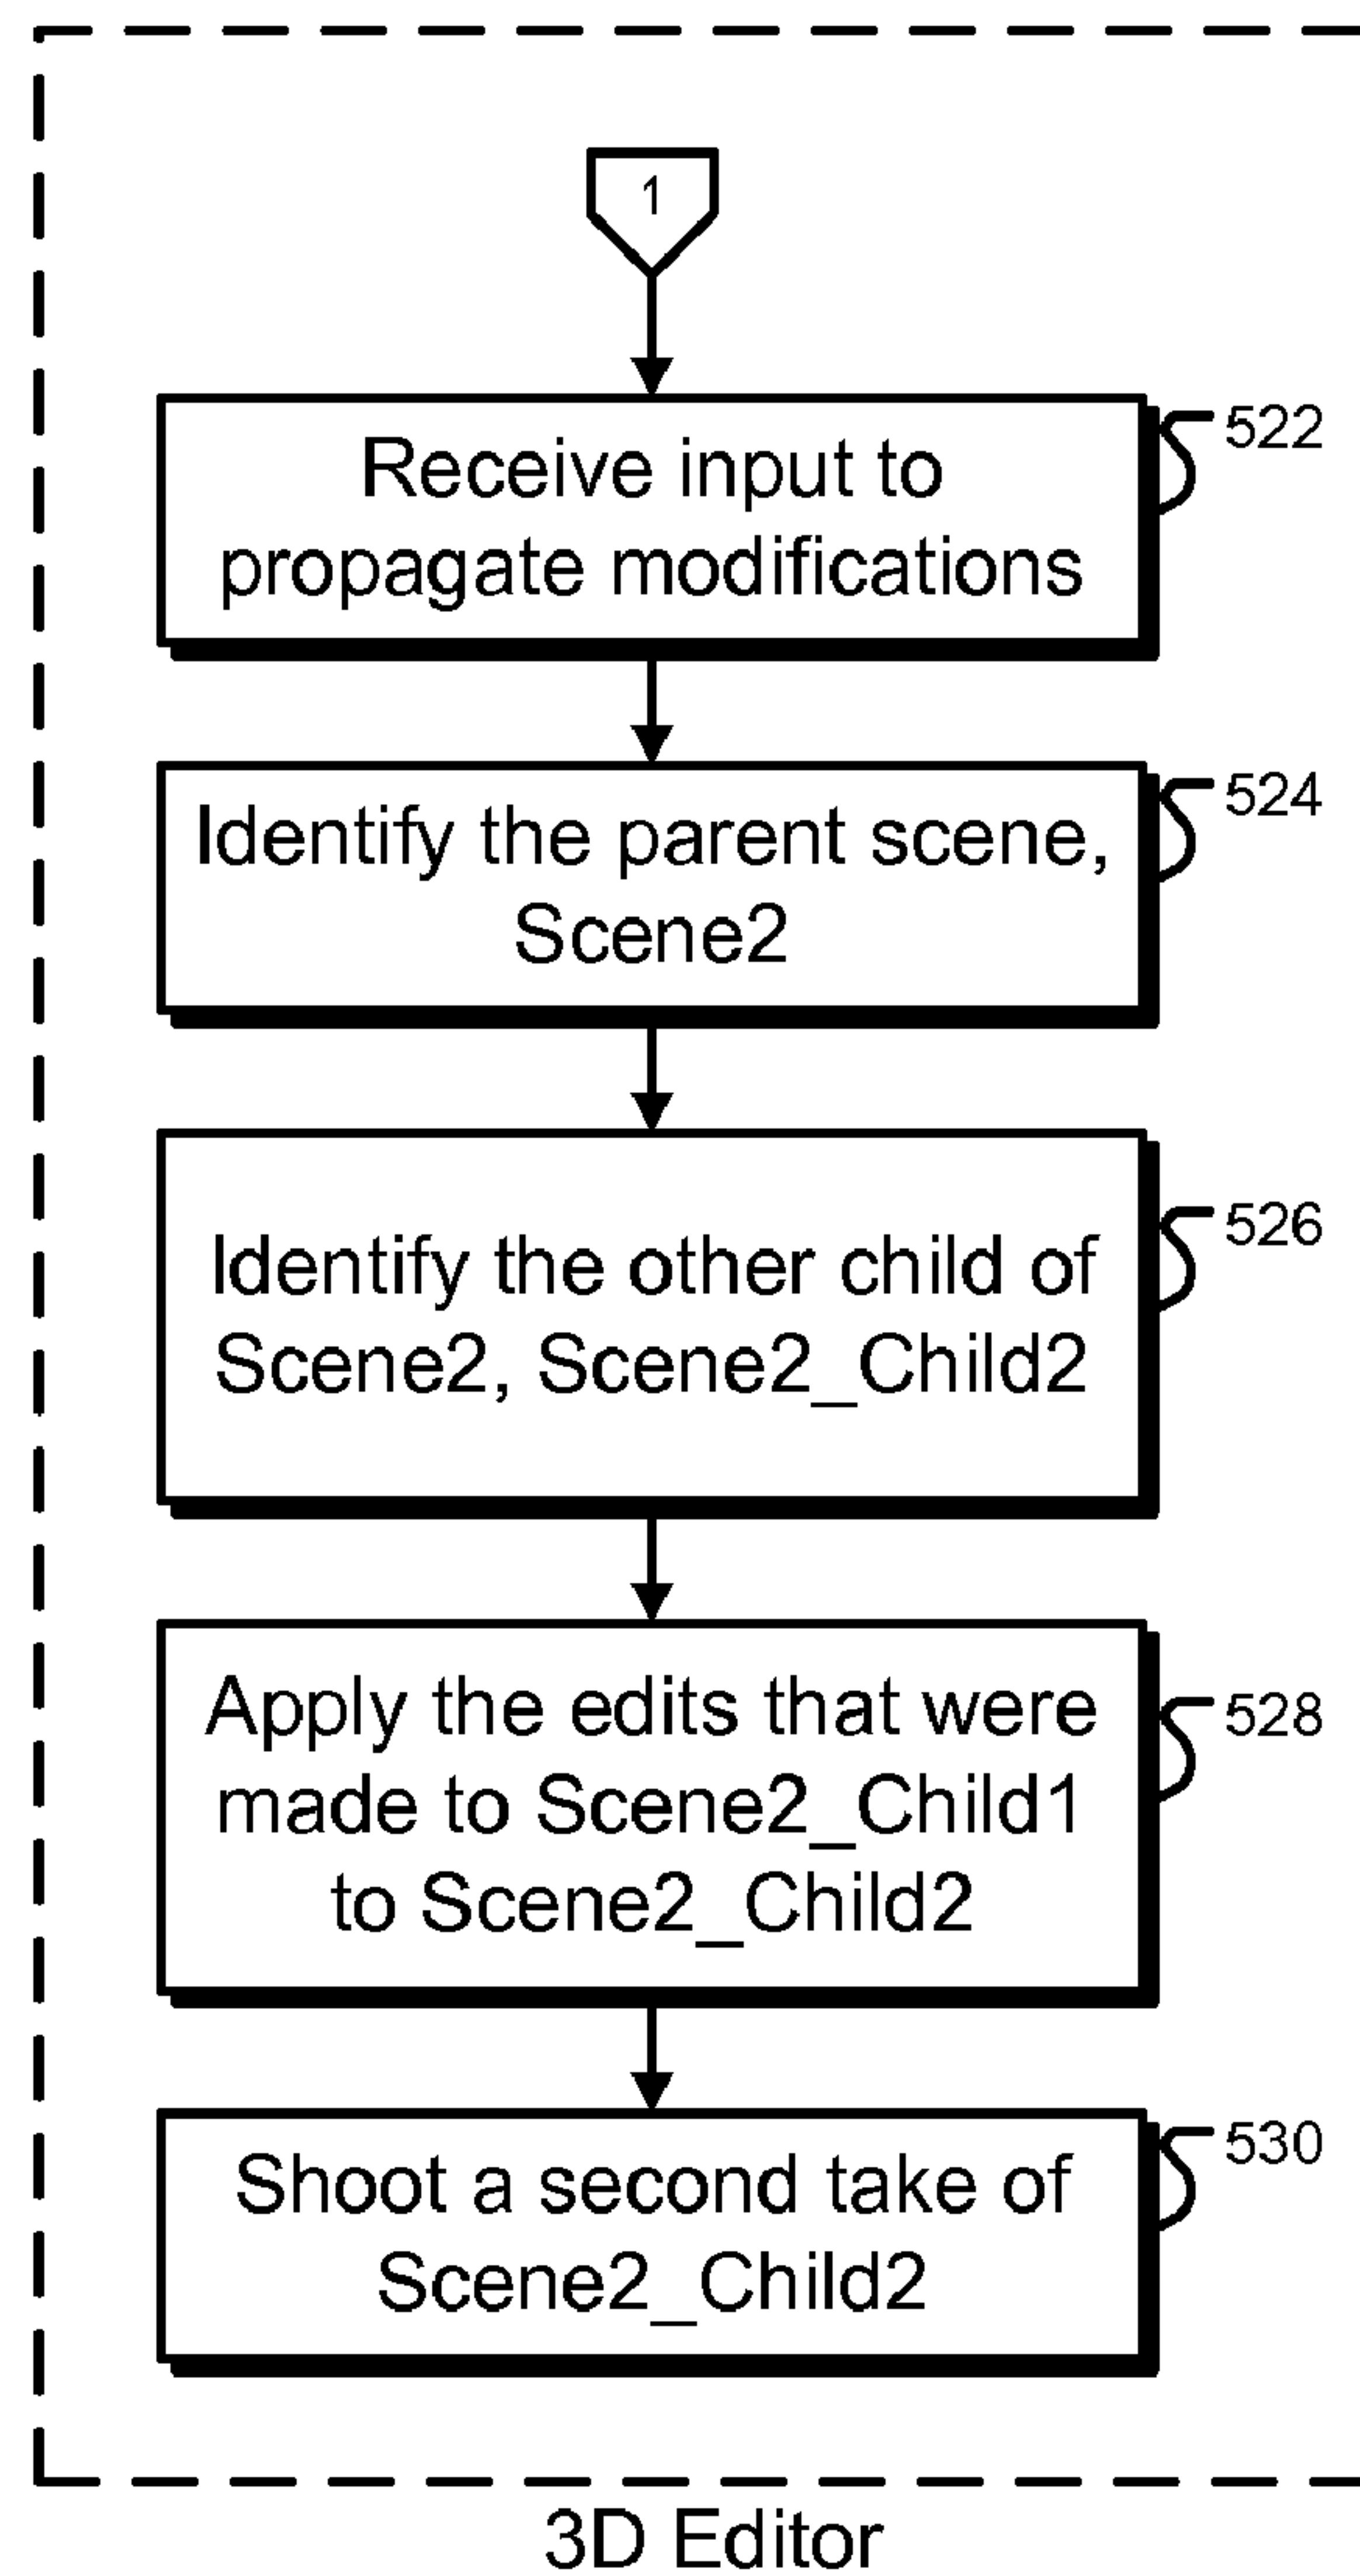 1
Receive input to
propagate modifications
522
Identify the parent scene,
Scene2
524
Identify the other child of
Scene2, Scene2_Child2
526
Apply the edits that were
made to Scene2_Child1
to Scene2_Child2
528
Shoot a second take of
Scene2_Child2
530
3D Editor